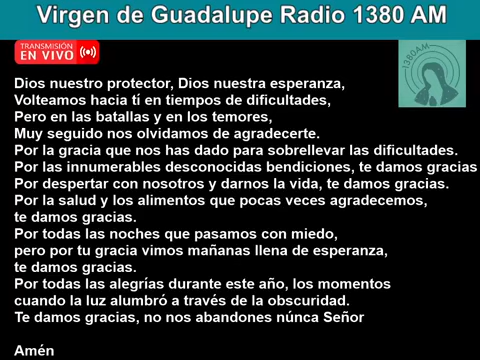 Virgen de Guadalupe Radio 1380 AM
TRANSMISIÓN
EN VIVO
1380AM
Dios nuestro protector, Dios nuestra esperanza,
Volteamos hacia tí en tiempos de dificultades,
Pero en las batallas y en los temores,
Muy seguido nos olvidamos de agradecerte.
Por la gracia que nos has dado para sobrellevar las dificultades.
Por las innumerables desconocidas bendiciones, te damos gracias
Por despertar con nosotros y darnos la vida, te damos gracias.
Por la salud y los alimentos que pocas veces agradecemos,
te damos gracias.
Por todas las noches que pasamos con miedo,
pero por tu gracia vimos mañanas llena de esperanza,
te damos gracias.
Por todas las alegrías durante este año, los momentos
cuando la luz alumbró a través de la obscuridad.
Te damos gracias, no nos abandones núnca Señor
Amén